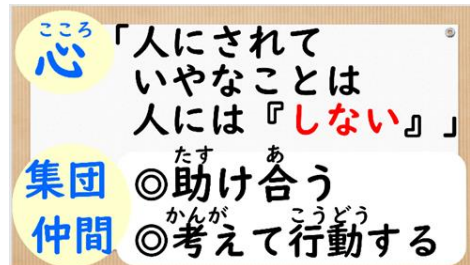 こころ
心
「人にされて
いやなことは
人には『しない』」
集団
仲間
たす あ
◎助け合う
かんが こうどう
◎考えて行動する